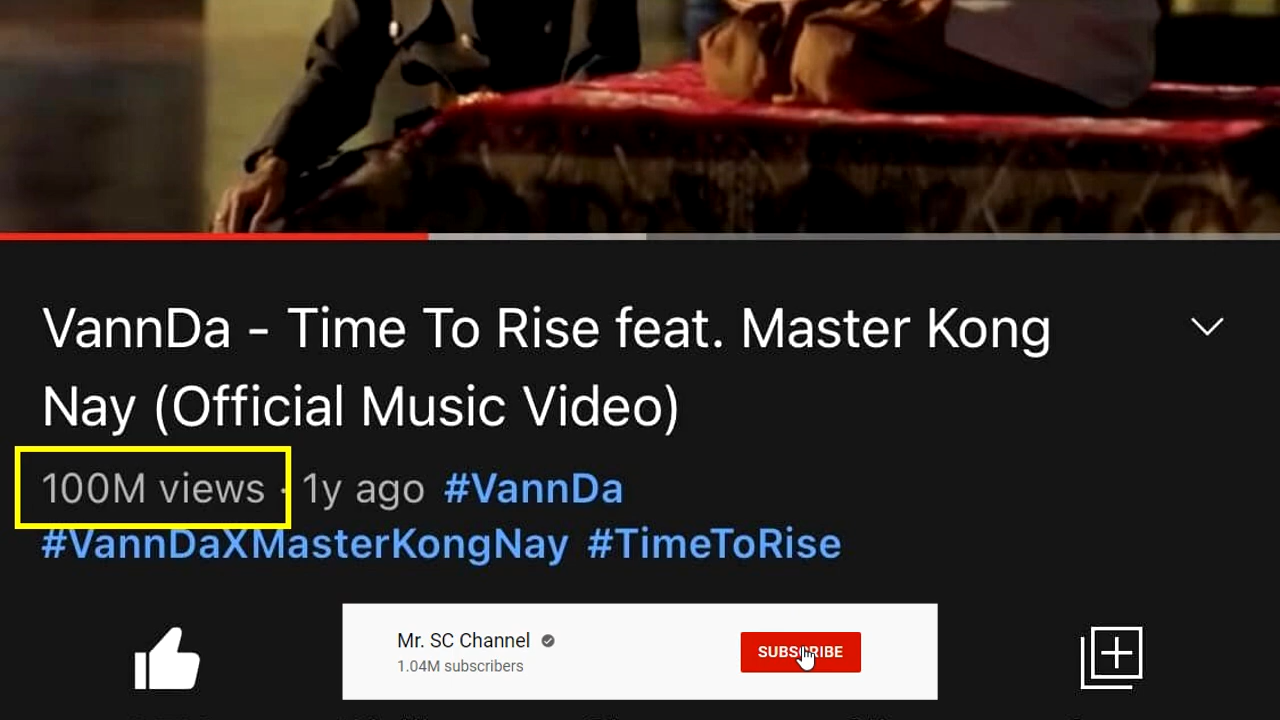 VannDa - Time To Rise feat. Master Kong
Nay (Official Music Video)
100M views · 1y ago #VannDa
#VannDaXMasterKongNay #TimeToRise
Mr. SC Channel
1.04M subscribers
SUBSCRIBE